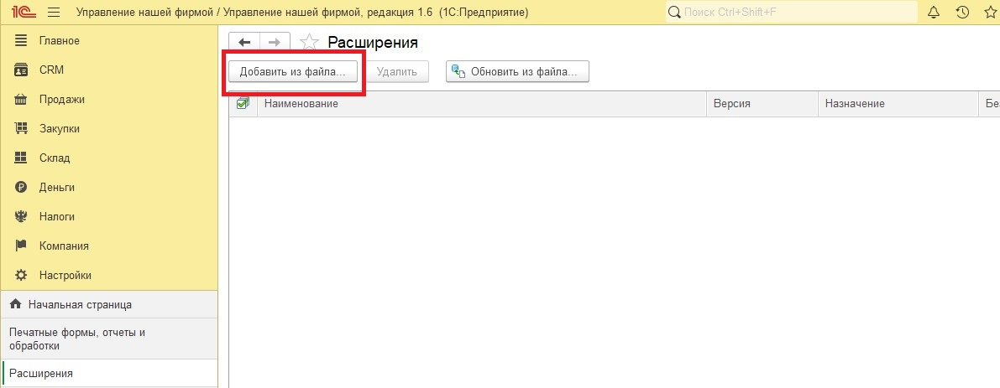 1С Управление нашей фирмой / Управление нашей фирмой, редакция 1.6 (1С:Предприятие) Поиск Ctrl+Shift+F
Главное
CRM
Продажи
Закупки
Склад
Деньги
Налоги
Компания
Настройки
Начальная страница
Печатные формы, отчеты и
обработки
Расширения
Расширения
Добавить из файла... Удалить Обновить из файла...
Наименование Версия Назначение Бе